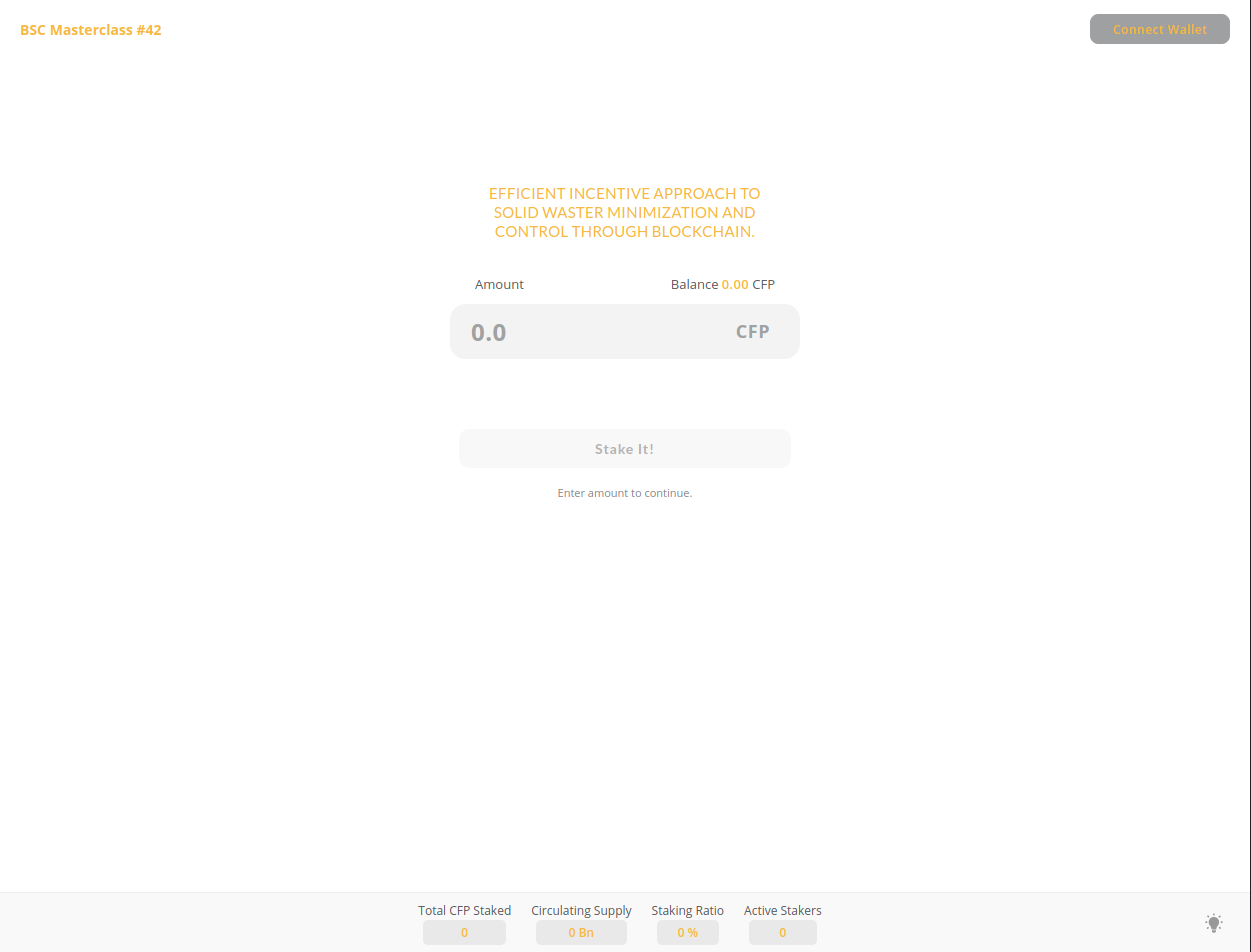 BSC Masterclass #42
Connect Wallet
EFFICIENT INCENTIVE APPROACH TO
SOLID WASTER MINIMIZATION AND
CONTROL THROUGH BLOCKCHAIN.
Amount
Balance 0.00 CFP
0.0
CFP
Stake It!
Enter amount to continue.
Total CFP Staked
0
Circulating Supply
0 Bn
Staking Ratio
0 %
Active Stakers
0